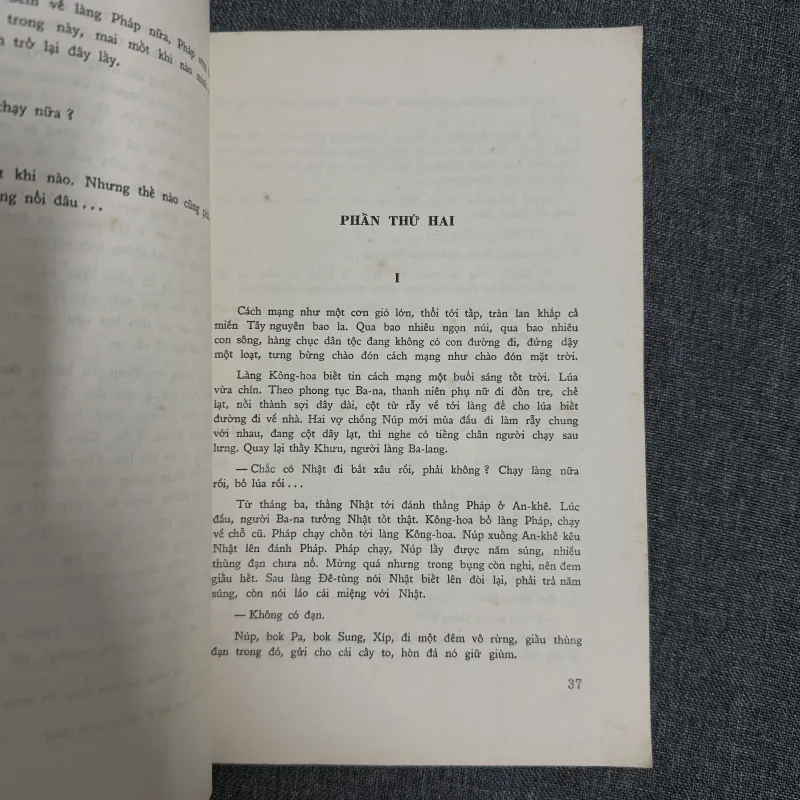 về làng Pháp nữa, Pháp
trong này, mai một khi nào
trở lại đây lấy.
chạy nữa ?
khi nào. Nhưng thế nào cũng
nổi đâu ...
PHẦN THỨ HAI
I
Cách mạng như một cơn gió lớn, thổi tới tấp, tràn lan khắp cả
miền Tây nguyên bao la. Qua bao nhiêu ngọn núi, qua bao nhiêu
con sông, hàng chục dân tộc đang không có con đường đi, đứng dậy
một loạt, tưng bừng chào đón cách mạng như chào đón mặt trời.
Làng Kông-hoa biết tin cách mạng một buổi sáng tốt trời. Lúa
vừa chín. Theo phong tục Ba-na, thanh niên phụ nữ đi đồn tre, chẻ
lạt, nối thành sợi dây dài, cột từ rẫy về tới làng để cho lúa biết
đường đi về nhà. Hai vợ chồng Núp mới mùa đầu đi làm rẫy chung
với nhau, đang cột dây lạt, thì nghe có tiếng chân người chạy sau
lưng. Quay lại thấy Khưu, người làng Ba-lang.
— Chắc có Nhật đi bắt xâu rồi, phải không ? Chạy làng nữa
rồi, bỏ lúa rồi ...
Từ tháng ba, thằng Nhật tới đánh thằng Pháp ở An-khê. Lúc
đầu, người Ba-na tưởng Nhật tốt thật. Kông-hoa bỏ làng Pháp, chạy
về chỗ cũ. Pháp chạy chồn tới làng Kông-hoa. Núp xuống An-khê kêu
Nhật lên đánh Pháp. Pháp chạy, Núp lấy được năm súng, nhiều
thùng đạn chưa nổ. Mừng quá nhưng trong bụng còn nghi, nên đem
giấu hết. Sau làng Đê-tùng nói Nhật biết lên đòi lại, phải trả năm
súng, còn nói láo cái miệng với Nhật.
— Không có đạn.
Núp, bok Pa, bok Sung, Xíp, đi một đêm vô rừng, giấu thùng
đạn trong đó, gửi cho cái cây to, hòn đá nó giữ giùm.
37